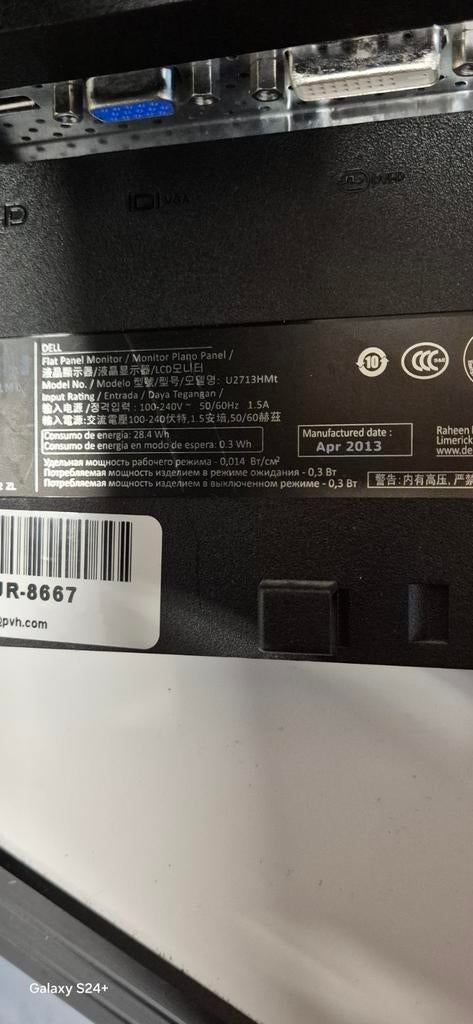 D
VGA
DVI-D
DELL
Flat Panel Monitor / Monitor Plano Panel /
液晶顯示器/液晶显示器/LCD모니터
Model No. / Modelo 型號/型号/모델명: U2713HMt
Input Rating / Entrada / Daya Tegangan /
输入电源 /정격입력 : 100-240V~ 50/60Hz 1.5A
輸入電源:交流電壓100-240伏特,1.5安培,50/60赫茲
Consumo de energia: 28.4 Wh
Consumo de energía en modo de espera: 0.3 Wh
Удельная мощность рабочего режима - 0,014 Вт/см²
Потребляемая мощность изделием в режиме ожидания - 0,3 Вт
Потребляемая мощность изделием в выключенном режиме - 0,3 Вт
Manufactured date :
Apr 2013
10
CCC
Raheen
Limerick
www.de
警告: 内有高压, 严禁
ZL
UR-8667
@pvh.com
Galaxy S24+